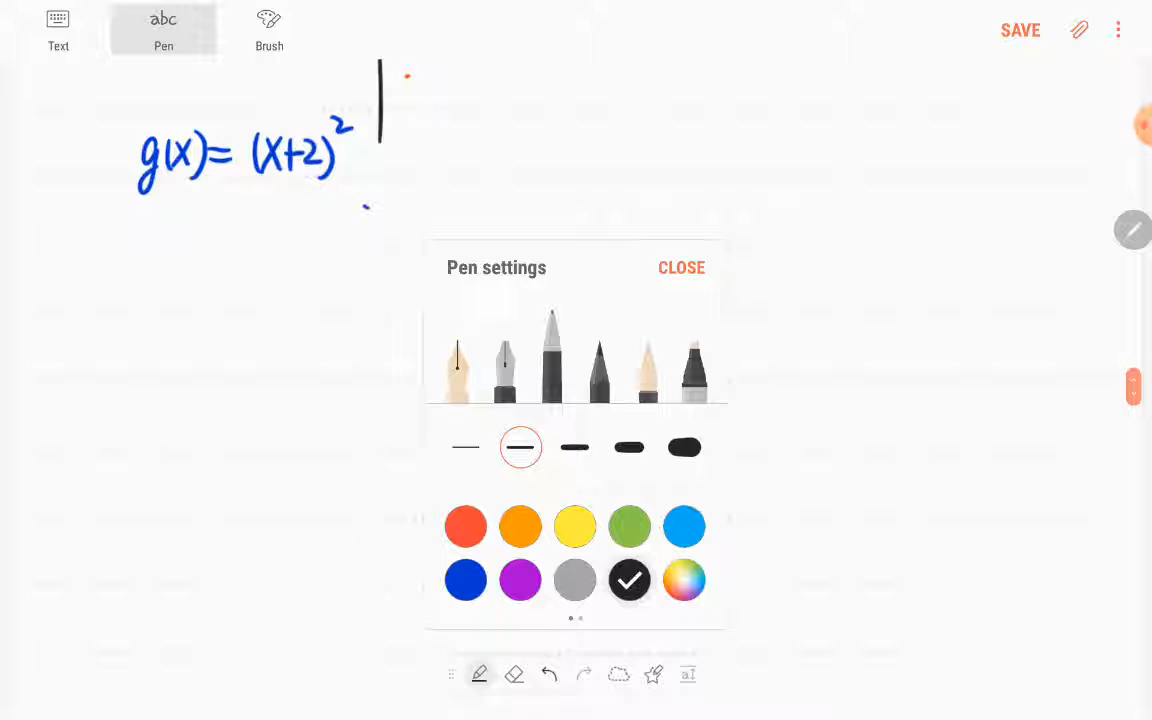 abc
Text Pen Brush
SAVE
g(x)= (x+2)²
Pen settings CLOSE